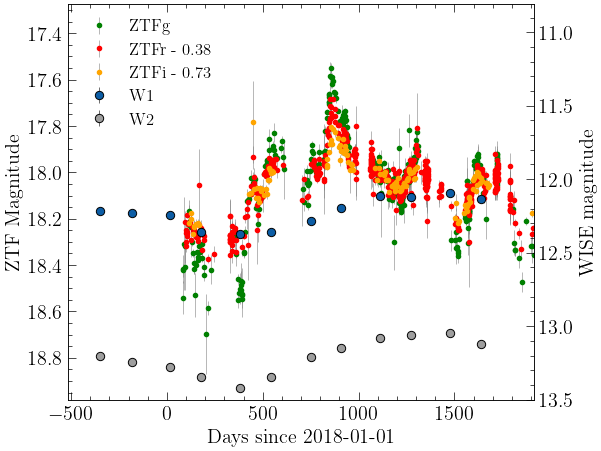 ZTFg
ZTFr - 0.38
ZTFi - 0.73
W1
W2
ZTF Magnitude
17.4
17.6
17.8
18.0
18.2
18.4
18.6
18.8
WISE magnitude
11.0
11.5
12.0
12.5
13.0
13.5
−500
0
500
1000
1500
Days since 2018-01-01